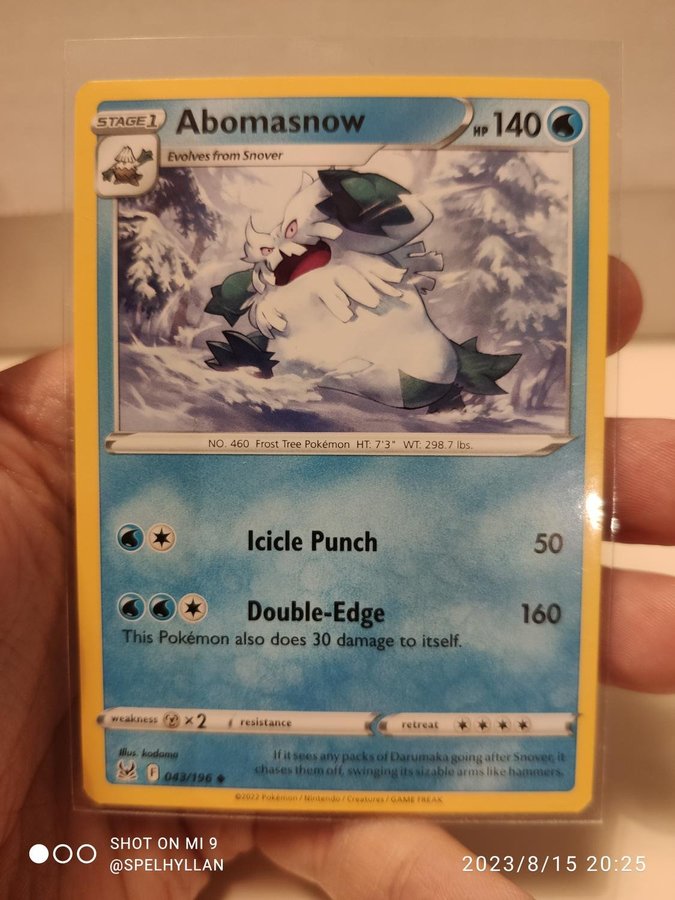 STAGE 1
Abomasnow
HP 140
Evolves from Snover
NO. 460 Frost Tree Pokémon HT: 7'3" WT: 298.7 lbs.
Icicle Punch 50
Double-Edge 160
This Pokémon also does 30 damage to itself.
weakness ×2 resistance retreat
Illus. kodama
If it sees any packs of Darumaka going after Snover, it
chases them off, swinging its sizable arms like hammers.
F 043/196
©2022 Pokémon / Nintendo / Creatures / GAME FREAK
SHOT ON MI 9
@SPELHYLLAN
2023/8/15 20:25